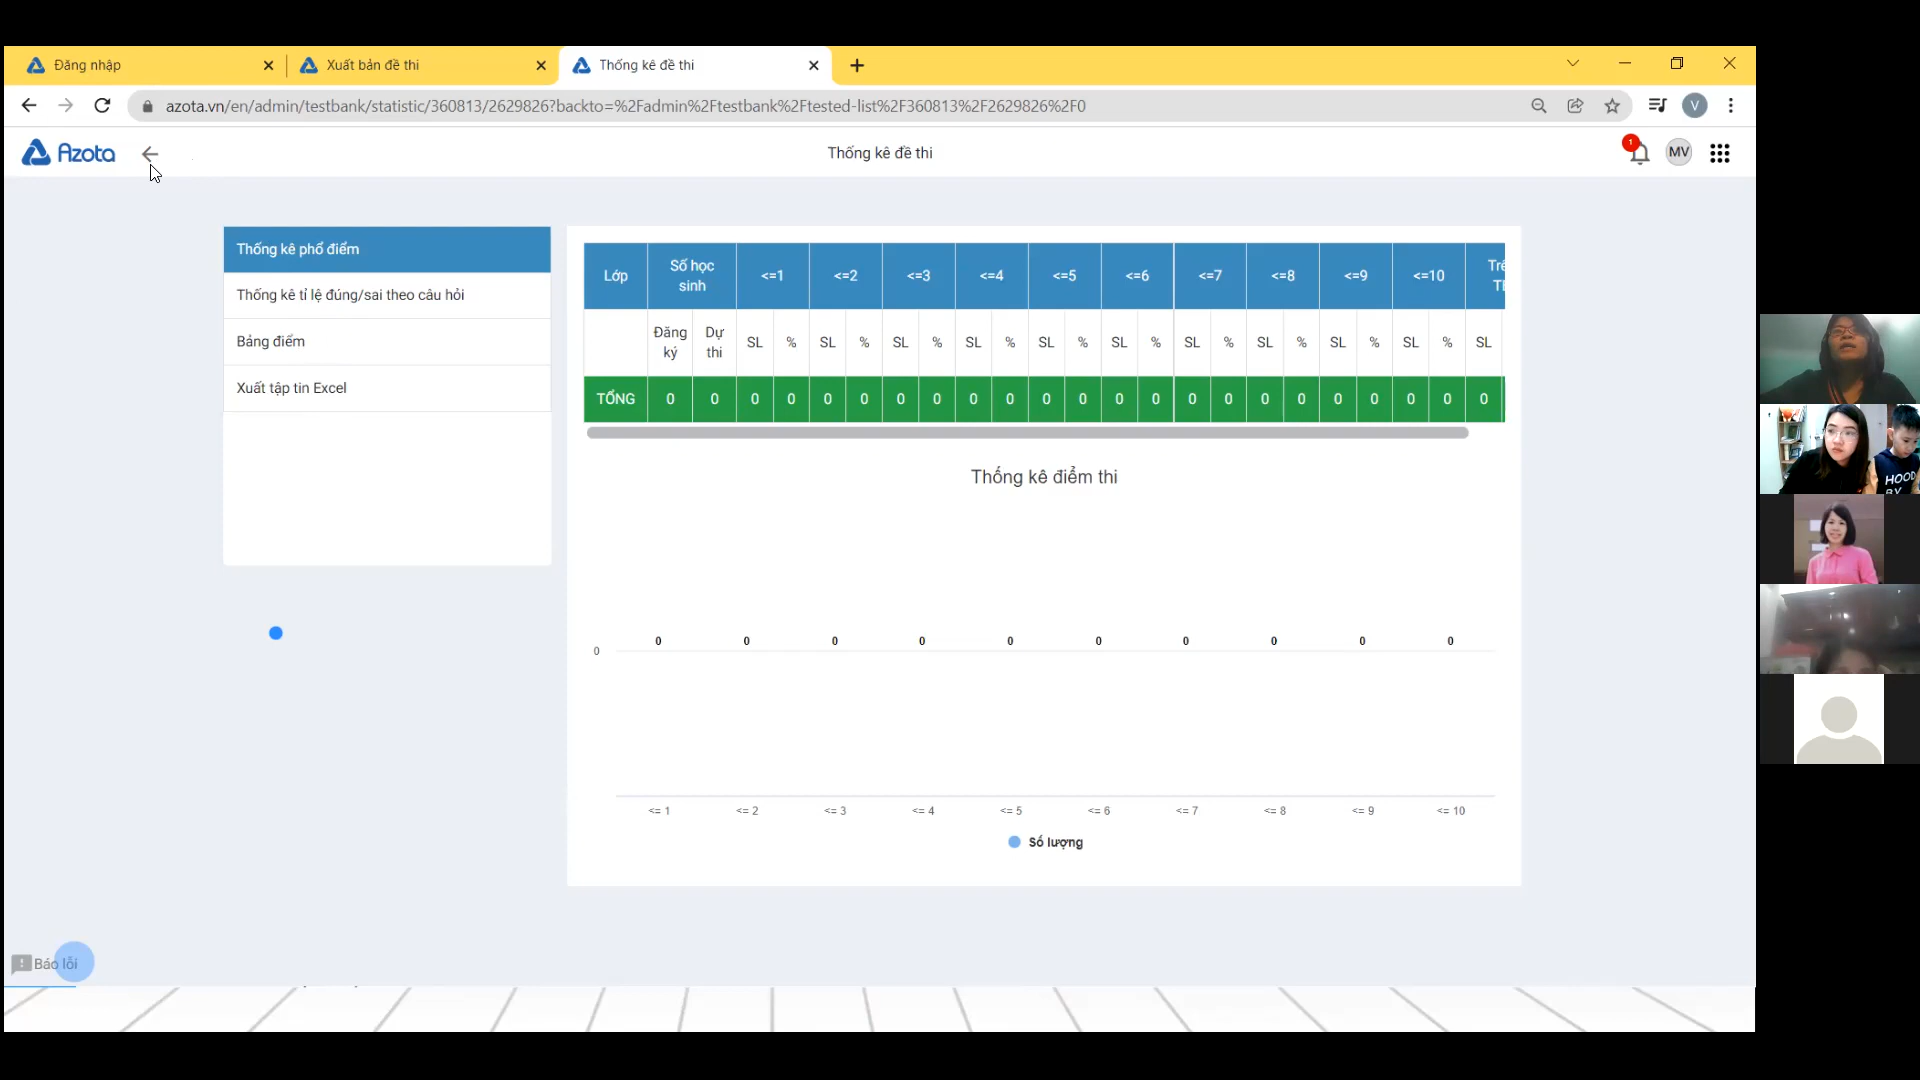 Đăng nhập
Xuất bản đề thi
Thống kê đề thi
azota.vn/en/admin/testbank/statistic/360813/2629826?backto=%2Fadmin%2Ftestbank%2Ftested-list%2F360813%2F2629826%2F0
V
Azota
Thống kê đề thi
1
MV
Thống kê phổ điểm
Thống kê tỉ lệ đúng/sai theo câu hỏi
Bảng điểm
Xuất tập tin Excel
Lớp Số học sinh <=1 <=2 <=3 <=4 <=5 <=6 <=7 <=8 <=9 <=10
Đăng ký Dự thi SL % SL % SL % SL % SL % SL % SL % SL % SL % SL % SL
TỔNG 0 0 0 0 0 0 0 0 0 0 0 0 0 0 0 0 0 0 0 0 0 0 0
Thống kê điểm thi
0 0 0 0 0 0 0 0 0 0
0
<= 1 <= 2 <= 3 <= 4 <= 5 <= 6 <= 7 <= 8 <= 9 <= 10
Số lượng
Báo lỗi
HOOD
BY